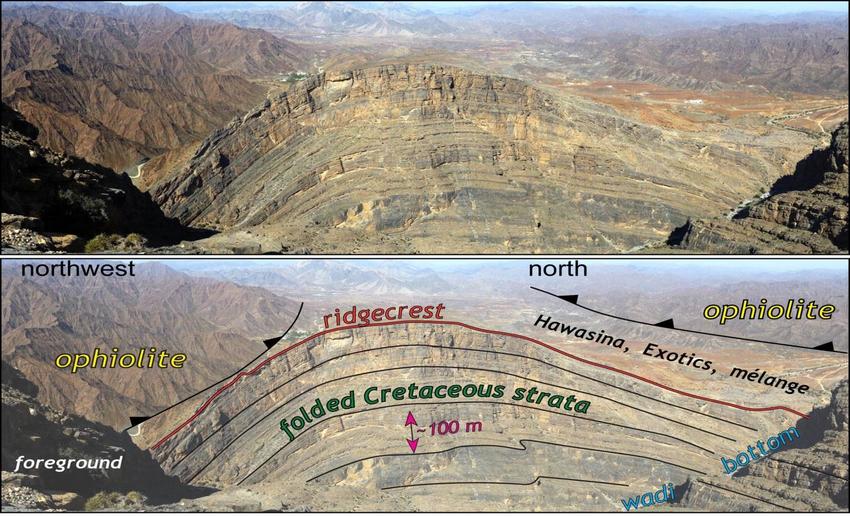 northwest
north
ophiolite
ridgecrest
Hawasina, Exotics, mélange
ophiolite
folded Cretaceous strata
~100 m
foreground
wadi bottom